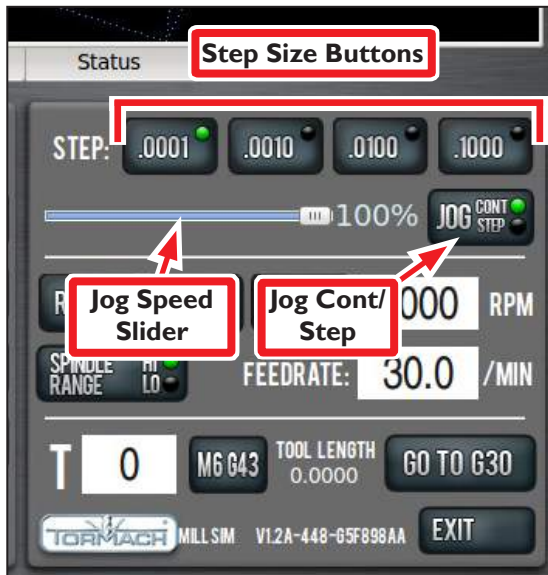 Status
Step Size Buttons
STEP: .0001 .0010 .0100 .1000
100% JOG CONT STEP
Jog Speed
Slider
Jog Cont/
Step
000 RPM
SPINDLE RANGE HI LO
FEEDRATE: 30.0 /MIN
T 0 M6 G43 TOOL LENGTH 0.0000 GO TO G30
TORMACH MILL SIM V1.2A-448-G5F898AA EXIT